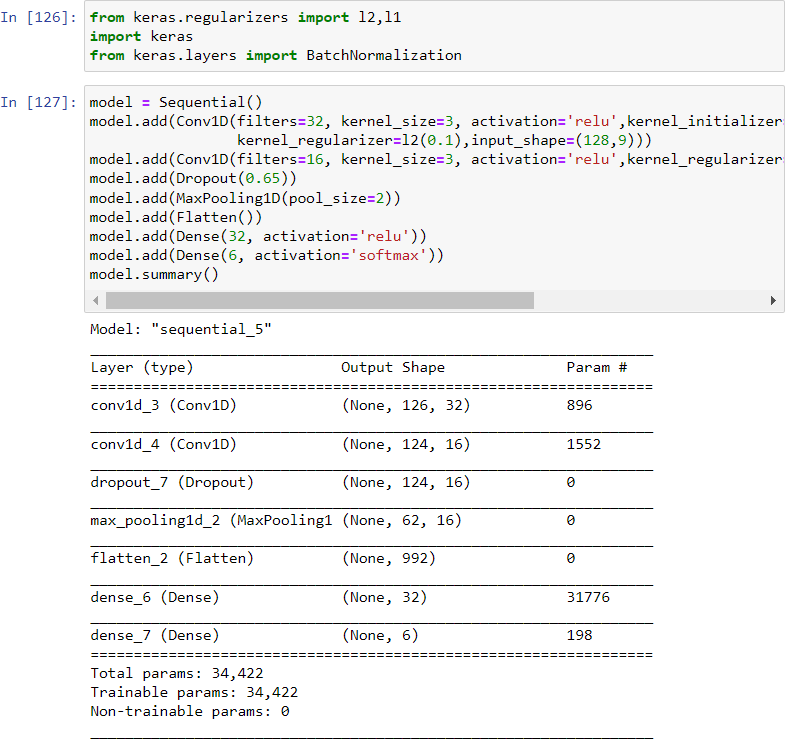 In [126]: from keras.regularizers import l2,l1
import keras
from keras.layers import BatchNormalization
In [127]: model = Sequential()
model.add(Conv1D(filters=32, kernel_size=3, activation='relu',kernel_initializer=
kernel_regularizer=l2(0.1),input_shape=(128,9)))
model.add(Conv1D(filters=16, kernel_size=3, activation='relu',kernel_regularizer=
model.add(Dropout(0.65))
model.add(MaxPooling1D(pool_size=2))
model.add(Flatten())
model.add(Dense(32, activation='relu'))
model.add(Dense(6, activation='softmax'))
model.summary()
Model: "sequential_5"
_________________________________________________________________
Layer (type) Output Shape Param #
=================================================================
conv1d_3 (Conv1D) (None, 126, 32) 896
_________________________________________________________________
conv1d_4 (Conv1D) (None, 124, 16) 1552
_________________________________________________________________
dropout_7 (Dropout) (None, 124, 16) 0
_________________________________________________________________
max_pooling1d_2 (MaxPooling1 (None, 62, 16) 0
_________________________________________________________________
flatten_2 (Flatten) (None, 992) 0
_________________________________________________________________
dense_6 (Dense) (None, 32) 31776
_________________________________________________________________
dense_7 (Dense) (None, 6) 198
=================================================================
Total params: 34,422
Trainable params: 34,422
Non-trainable params: 0
_________________________________________________________________